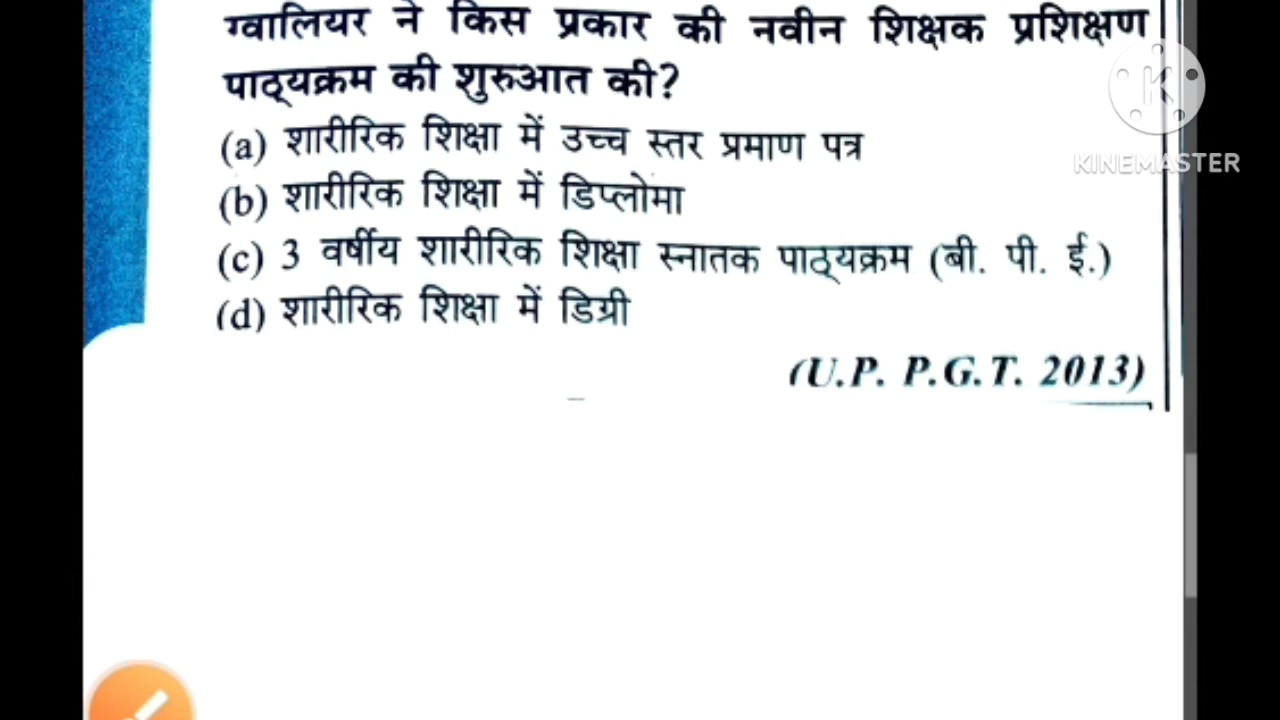 ग्वालियर ने किस प्रकार की नवीन शिक्षक प्रशिक्षण
पाठ्यक्रम की शुरुआत की?
(a) शारीरिक शिक्षा में उच्च स्तर प्रमाण पत्र
(b) शारीरिक शिक्षा में डिप्लोमा
(c) 3 वर्षीय शारीरिक शिक्षा स्नातक पाठ्यक्रम (बी. पी. ई.)
(d) शारीरिक शिक्षा में डिग्री
(U.P. P.G.T. 2013)
K
KINEMASTER